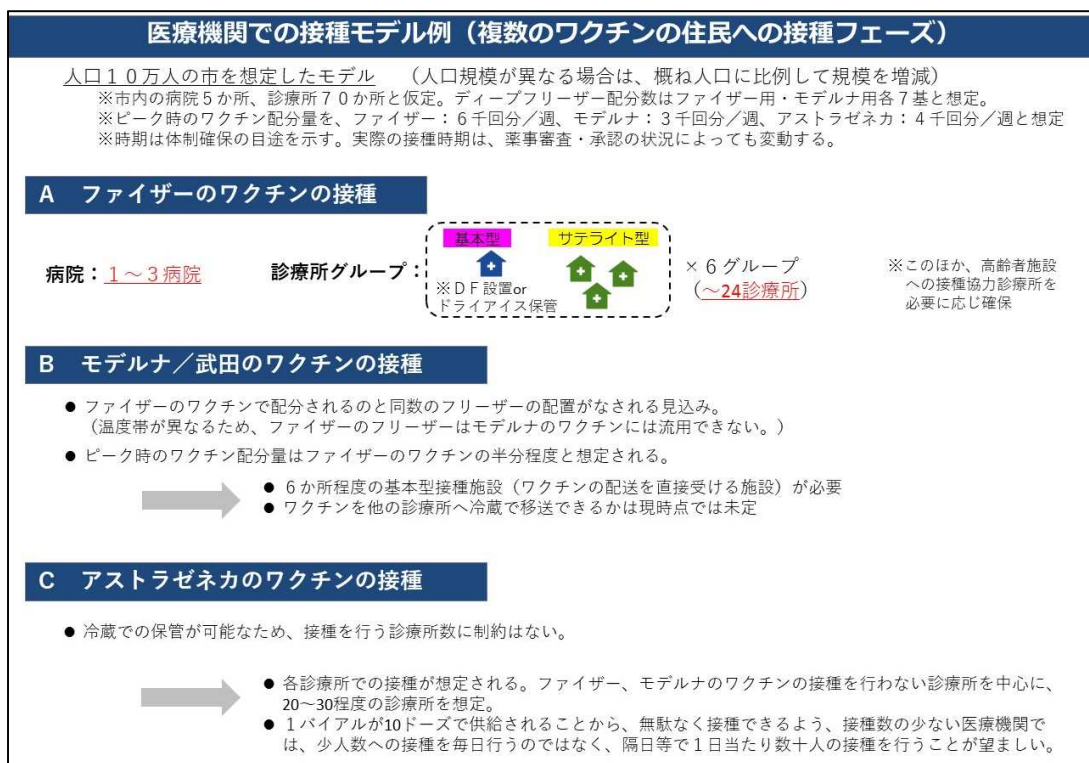 医療機関での接種モデル例（複数のワクチンの住民への接種フェーズ）
人口１０万人の市を想定したモデル　（人口規模が異なる場合は、概ね人口に比例して規模を増減）
※市内の病院５か所、診療所７０か所と仮定。ディープフリーザー配分数はファイザー用・モデルナ用各７基と想定。
※ピーク時のワクチン配分量を、ファイザー：６千回分／週、モデルナ：３千回分／週、アストラゼネカ：４千回分／週と想定
※時期は体制確保の目途を示す。実際の接種時期は、薬事審査・承認の状況によっても変動する。
A　ファイザーのワクチンの接種
病院：１～３病院
診療所グループ：
基本型
サテライト型
※ＤＦ設置or
ドライアイス保管
×６グループ
（～24診療所）
※このほか、高齢者施設
への接種協力診療所を
必要に応じ確保
B　モデルナ／武田のワクチンの接種
● ファイザーのワクチンで配分されるのと同数のフリーザーの配置がなされる見込み。
（温度帯が異なるため、ファイザーのフリーザーはモデルナのワクチンには流用できない。）
● ピーク時のワクチン配分量はファイザーのワクチンの半分程度と想定される。
● ６か所程度の基本型接種施設（ワクチンの配送を直接受ける施設）が必要
● ワクチンを他の診療所へ冷蔵で移送できるかは現時点では未定
C　アストラゼネカのワクチンの接種
● 冷蔵での保管が可能なため、接種を行う診療所数に制約はない。
● 各診療所での接種が想定される。ファイザー、モデルナのワクチンの接種を行わない診療所を中心に、
20～30程度の診療所を想定。
● １バイアルが10ドーズで供給されることから、無駄なく接種できるよう、接種数の少ない医療機関で
は、少人数への接種を毎日行うのではなく、隔日等で１日当たり数十人の接種を行うことが望ましい。